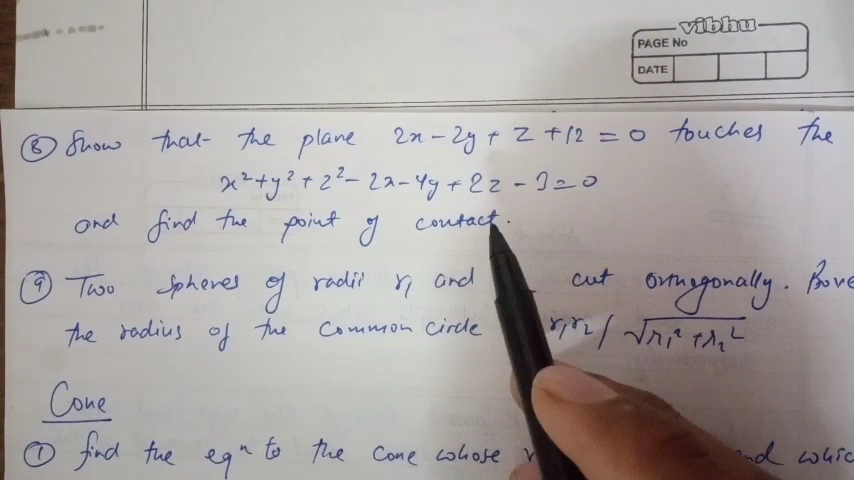 vibhu
PAGE No
DATE
⑧ Show that the plane 2x - 2y + z + 12 = 0 touches the
x² + y² + z² - 2x - 4y + 2z - 3 = 0
and find the point of contact.
⑨ Two spheres of radii r₁ and cut orthogonally. Prove
the radius of the common circle r₁r₂ / √r₁² + r₂²
Cone
① find the eqⁿ to the cone whose and which